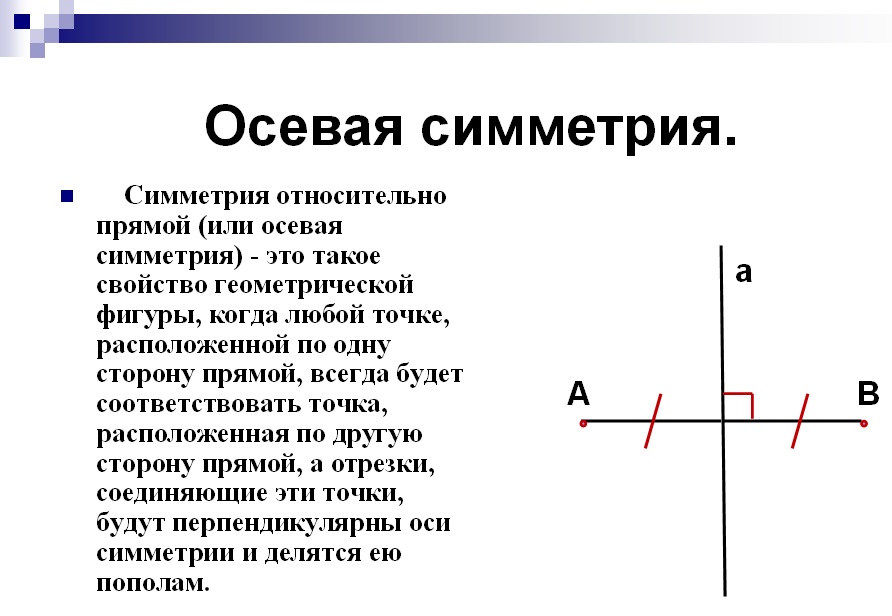 Осевая симметрия.
Симметрия относительно
прямой (или осевая
симметрия) - это такое
свойство геометрической
фигуры, когда любой точке,
расположенной по одну
сторону прямой, всегда будет
соответствовать точка,
расположенная по другую
сторону прямой, а отрезки,
соединяющие эти точки,
будут перпендикулярны оси
симметрии и делятся ею
пополам.
а
А
В